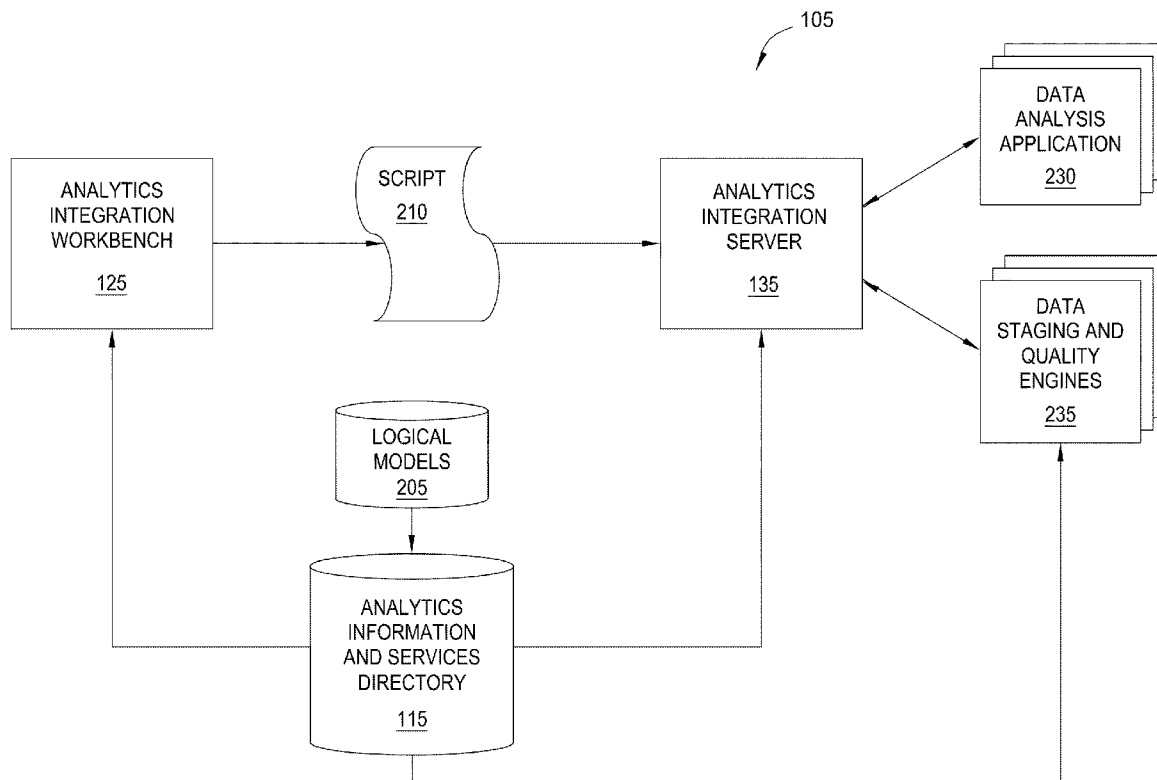 105
DATA
ANALYSIS
APPLICATION
230
ANALYTICS
INTEGRATION
WORKBENCH
125
SCRIPT
210
ANALYTICS
INTEGRATION
SERVER
135
DATA
STAGING AND
QUALITY
ENGINES
235
LOGICAL
MODELS
205
ANALYTICS
INFORMATION
AND SERVICES
DIRECTORY
115